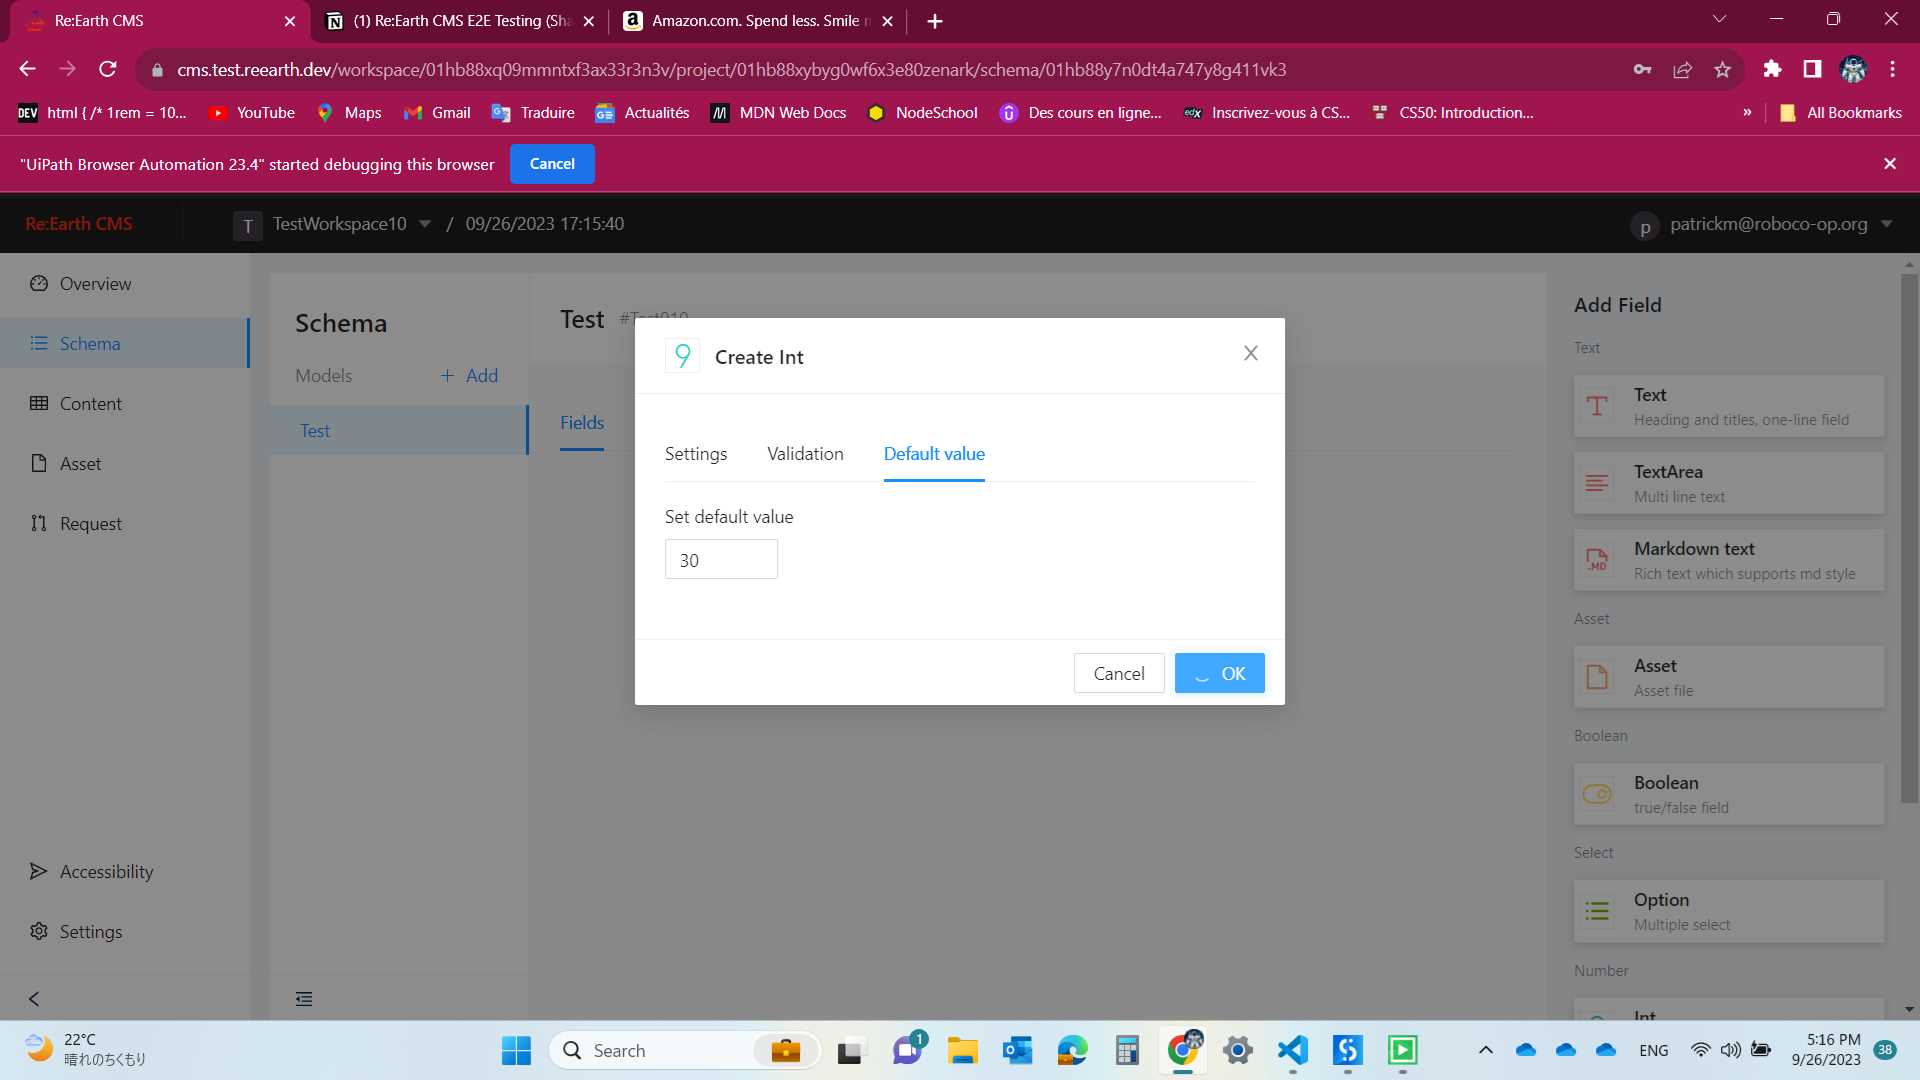 Re:Earth CMS
(1) Re:Earth CMS E2E Testing (Sha
Amazon.com. Spend less. Smile m
cms.test.reearth.dev/workspace/01hb88xq09mmntxf3ax33r3n3v/project/01hb88xybyg0wf6x3e80zenark/schema/01hb88y7n0dt4a747y8g411vk3
DEV html { /* 1rem = 10... YouTube Maps Gmail Traduire Actualités MDN Web Docs NodeSchool Des cours en ligne... edX Inscrivez-vous à CS... CS50: Introduction... » All Bookmarks
"UiPath Browser Automation 23.4" started debugging this browser Cancel
Re:Earth CMS T TestWorkspace10 / 09/26/2023 17:15:40 p patrickm@roboco-op.org
Overview
Schema
Content
Asset
Request
Accessibility
Settings
Schema
Models + Add
Test
Test #Test010
Fields
9 Create Int
Settings Validation Default value
Set default value
30
Cancel OK
Add Field
Text
Text
Heading and titles, one-line field
TextArea
Multi line text
Markdown text
Rich text which supports md style
Asset
Asset
Asset file
Boolean
Boolean
true/false field
Select
Option
Multiple select
Number
Int
22°C
晴れのちくもり
Search
1
ENG
5:16 PM
9/26/2023
38